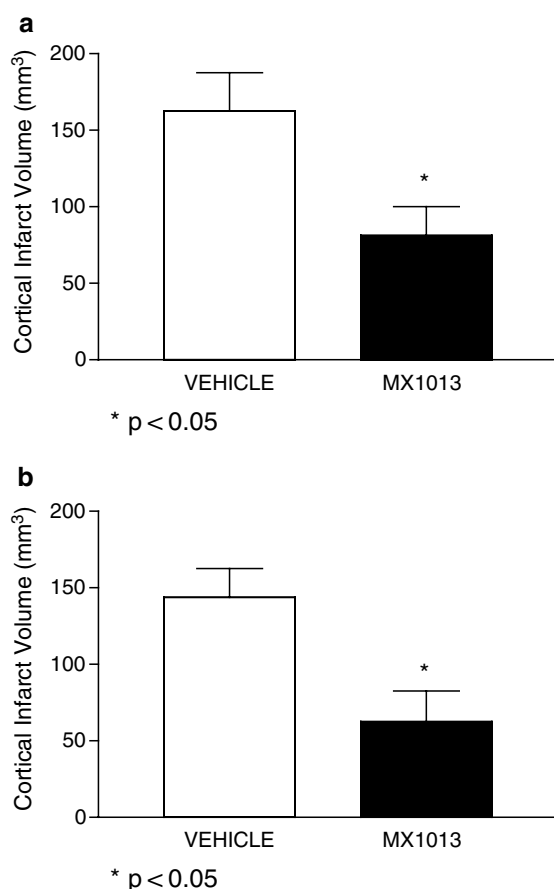 a
Cortical Infarct Volume (mm³)
200
150
100
50
0
*
VEHICLE MX1013
* p < 0.05
b
Cortical Infarct Volume (mm³)
200
150
100
50
0
*
VEHICLE MX1013
* p < 0.05